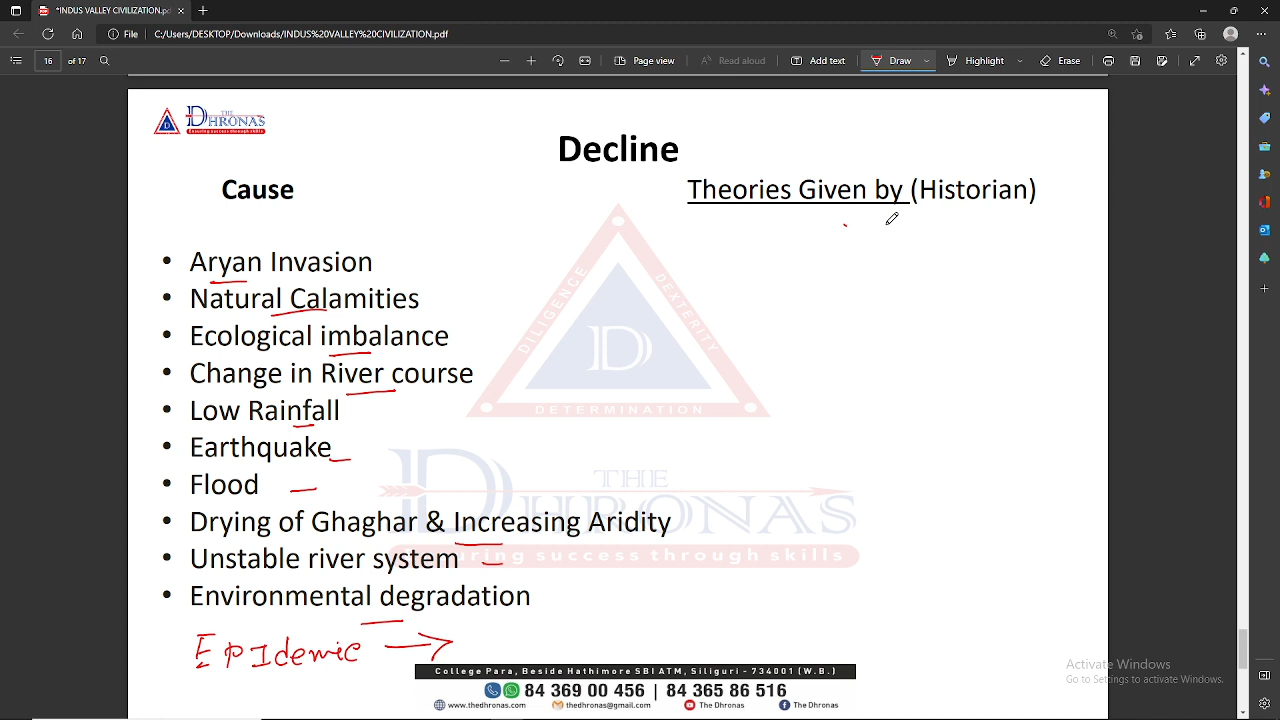 *INDUS VALLEY CIVILIZATION.pd
File C:/Users/DESKTOP/Downloads/INDUS%20VALLEY%20CIVILIZATION.pdf
16 of 17 Page view Read aloud Add text Draw Highlight Erase
THE
DHRONAS
Ensuring success through skills
Decline
Cause Theories Given by (Historian)
• Aryan Invasion
• Natural Calamities
• Ecological imbalance
• Change in River course
• Low Rainfall
• Earthquake
• Flood
• Drying of Ghaghar & Increasing Aridity
• Unstable river system
• Environmental degradation
EpIdemic →
DILIGENCE
DEXTERITY
DETERMINATION
D
THE
DHRONAS
success through skills
College Para, Beside Hathimore SBI ATM, Siliguri - 734001 (W.B.)
84 369 00 456 | 84 365 86 516
www.thedhronas.com thedhronas@gmail.com The Dhronas The Dhronas
Activate Windows
Go to Settings to activate Windows.